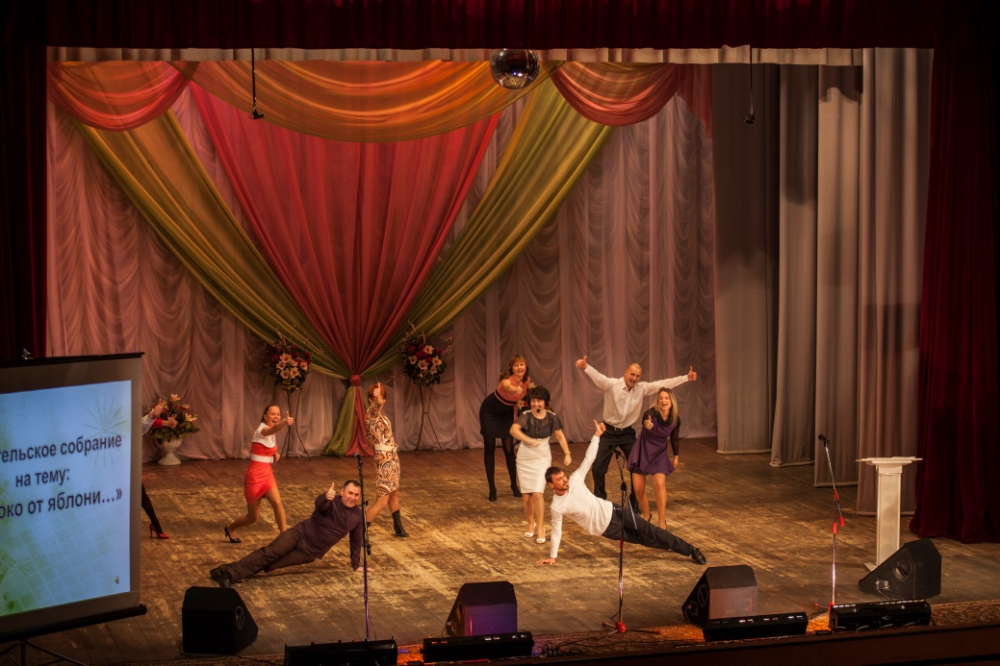 тельское собрание
на тему:
око от яблони...»